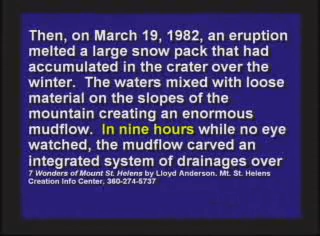 Then, on March 19, 1982, an eruption
melted a large snow pack that had
accumulated in the crater over the
winter.  The waters mixed with loose
material on the slopes of the
mountain creating an enormous
mudflow.  In nine hours while no eye
watched, the mudflow carved an
integrated system of drainages over
7 Wonders of Mount St. Helens by Lloyd Anderson. Mt. St. Helens
Creation Info Center, 360-274-5737